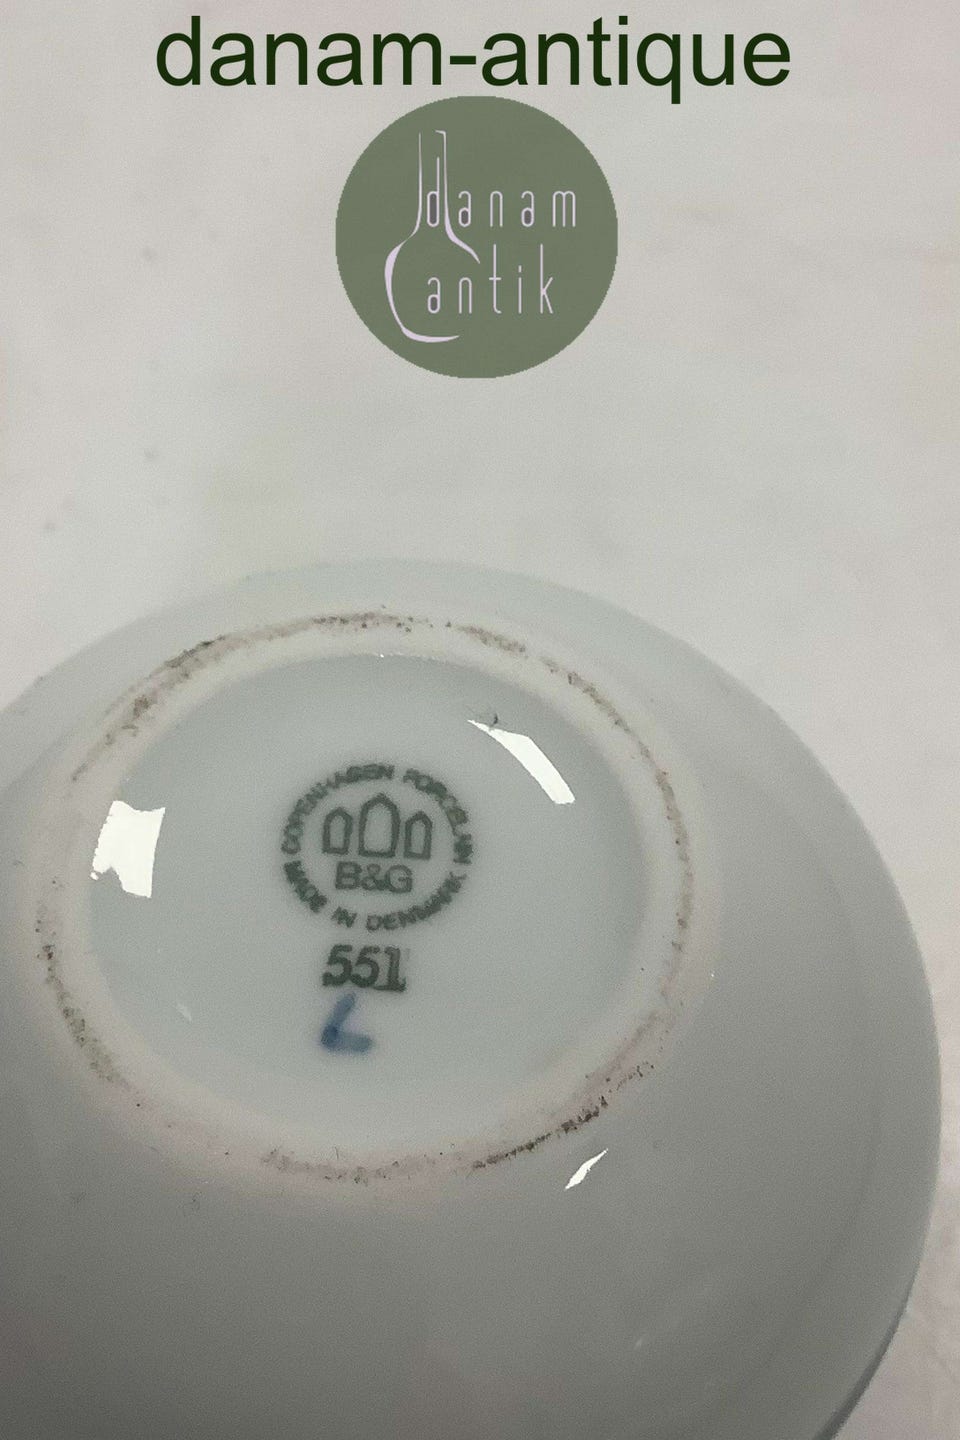 danam-antique
danam
antik
COPENHAGEN PORCELAIN
B&G
MADE IN DENMARK
551
L